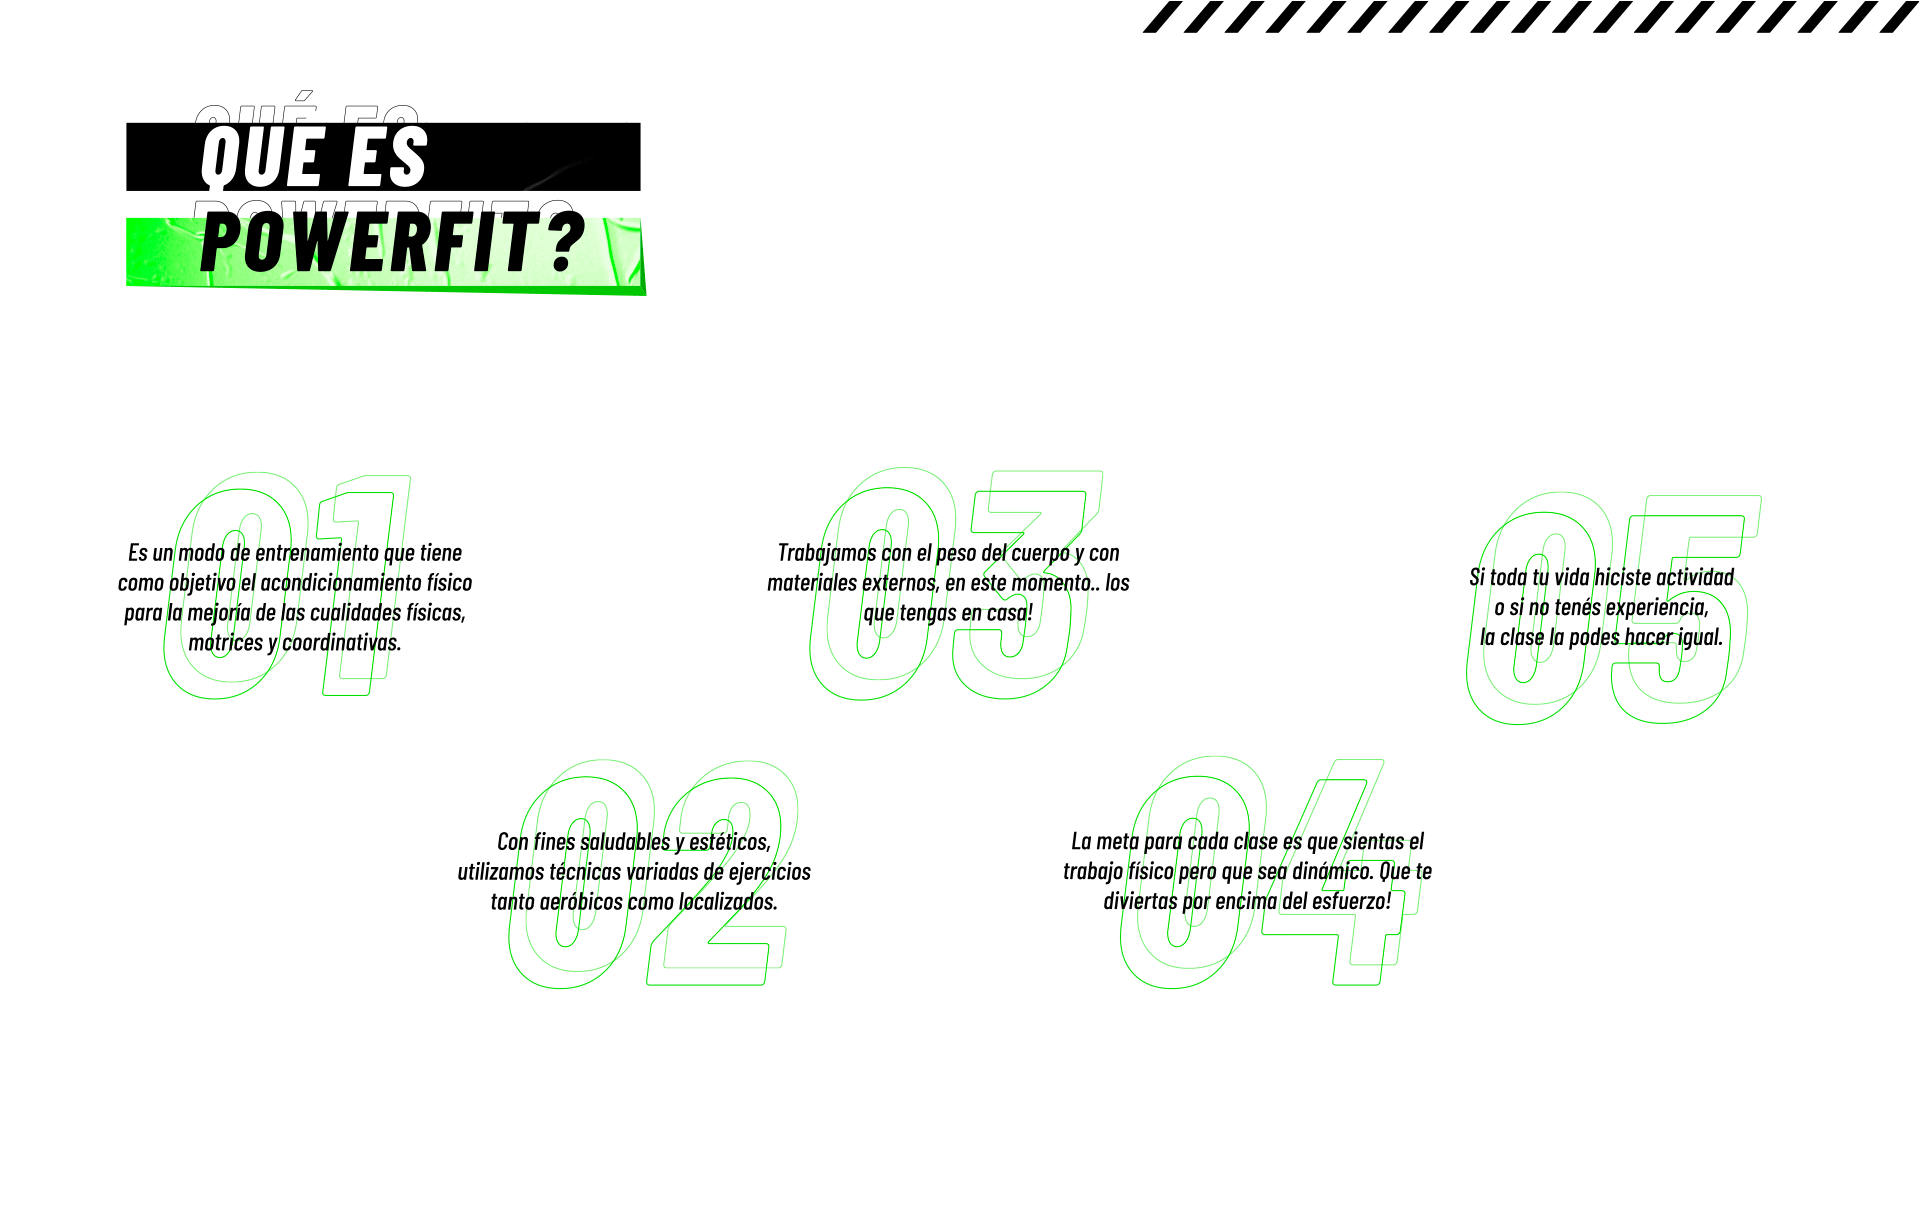 QUÉ ES
POWERFIT?
01
Es un modo de entrenamiento que tiene
como objetivo el acondicionamiento físico
para la mejoría de las cualidades físicas,
motrices y coordinativas.
02
Con fines saludables y estéticos,
utilizamos técnicas variadas de ejercicios
tanto aeróbicos como localizados.
03
Trabajamos con el peso del cuerpo y con
materiales externos, en este momento.. los
que tengas en casa!
04
La meta para cada clase es que sientas el
trabajo físico pero que sea dinámico. Que te
diviertas por encima del esfuerzo!
05
Si toda tu vida hiciste actividad
o si no tenés experiencia,
la clase la podes hacer igual.